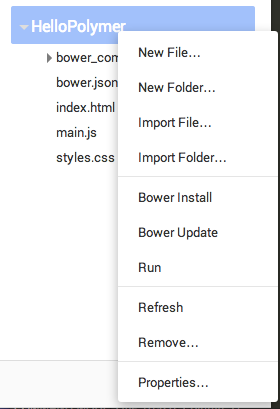 HelloPolymer
bower_com
bower.json
index.html
main.js
styles.css
New File...
New Folder...
Import File...
Import Folder...
Bower Install
Bower Update
Run
Refresh
Remove...
Properties...